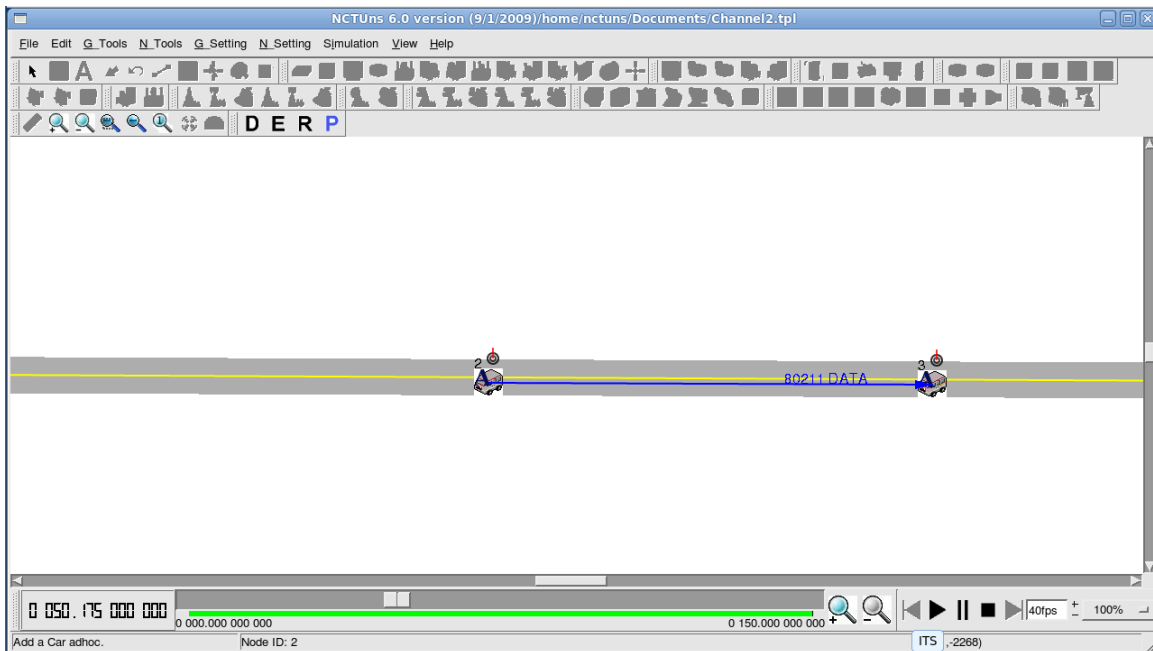 NCTUns 6.0 version (9/1/2009)/home/nctuns/Documents/Channel2.tpl
File Edit G_Tools N_Tools G_Setting N_Setting Simulation View Help
A
D E R P
2
3
80211 DATA
0 050.175 000 000
0 000.000 000 000
0 150.000 000 000
40fps
+
-
100%
Add a Car adhoc.
Node ID: 2
ITS
,-2268)